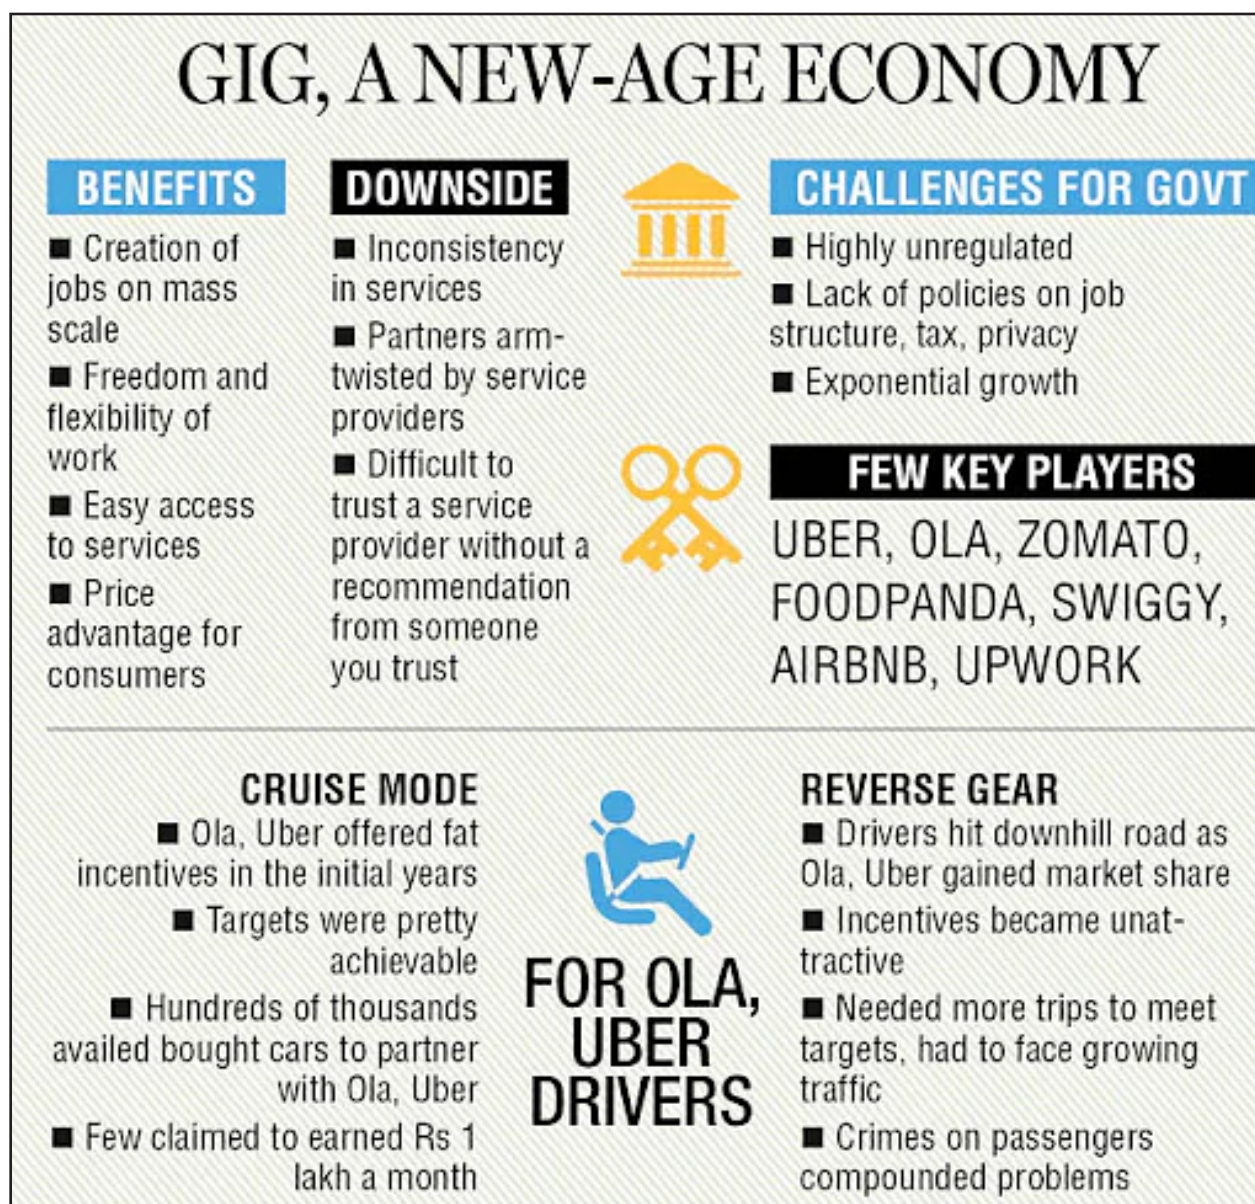 GIG, A NEW-AGE ECONOMY
BENEFITS
■ Creation of
jobs on mass
scale
■ Freedom and
flexibility of
work
■ Easy access
to services
■ Price
advantage for
consumers
DOWNSIDE
■ Inconsistency
in services
■ Partners arm-
twisted by service
providers
■ Difficult to
trust a service
provider without a
recommendation
from someone
you trust
CHALLENGES FOR GOVT
■ Highly unregulated
■ Lack of policies on job
structure, tax, privacy
■ Exponential growth
FEW KEY PLAYERS
UBER, OLA, ZOMATO,
FOODPANDA, SWIGGY,
AIRBNB, UPWORK
CRUISE MODE
■ Ola, Uber offered fat
incentives in the initial years
■ Targets were pretty
achievable
■ Hundreds of thousands
availed bought cars to partner
with Ola, Uber
■ Few claimed to earned Rs 1
lakh a month
FOR OLA,
UBER
DRIVERS
REVERSE GEAR
■ Drivers hit downhill road as
Ola, Uber gained market share
■ Incentives became unat-
tractive
■ Needed more trips to meet
targets, had to face growing
traffic
■ Crimes on passengers
compounded problems